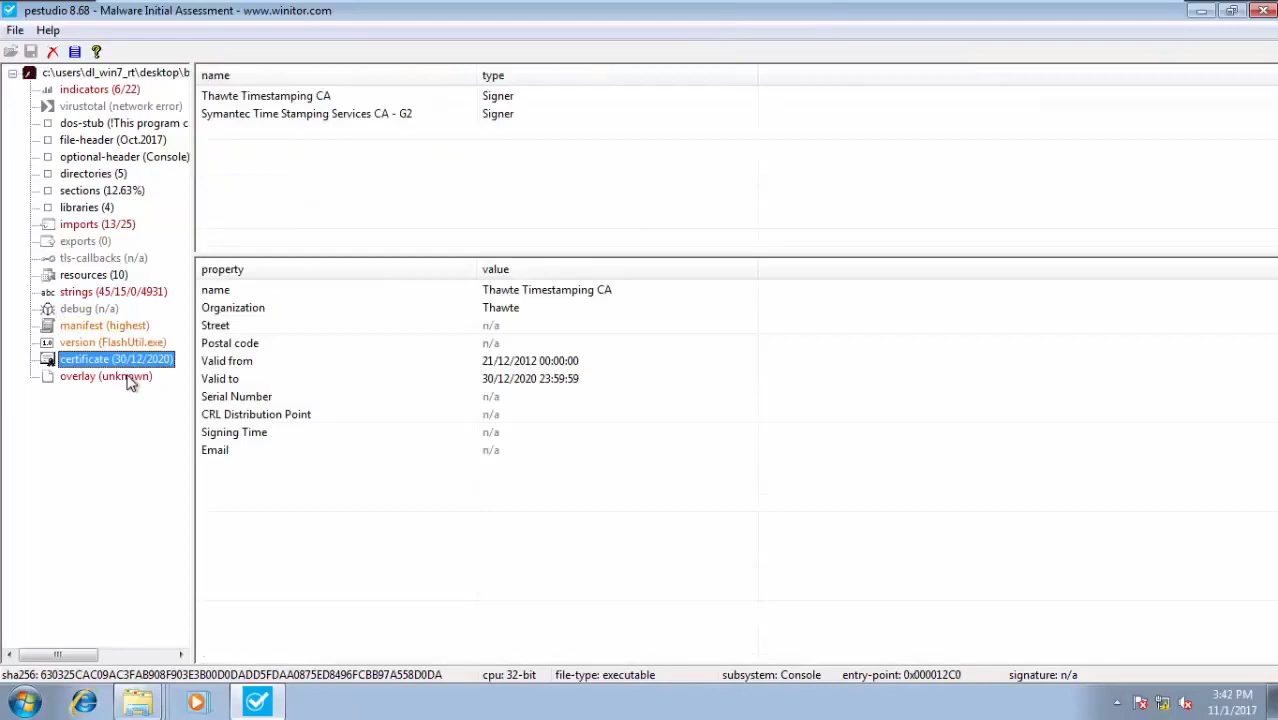 pestudio 8.68 - Malware Initial Assessment - www.winitor.com
File Help
c:\users\dl_win7_rt\desktop\b
indicators (6/22)
virustotal (network error)
dos-stub (!This program c
file-header (Oct.2017)
optional-header (Console)
directories (5)
sections (12.63%)
libraries (4)
imports (13/25)
exports (0)
tls-callbacks (n/a)
resources (10)
abc strings (45/15/0/4931)
debug (n/a)
manifest (highest)
1.0 version (FlashUtil.exe)
certificate (30/12/2020)
overlay (unknown)
name type
Thawte Timestamping CA Signer
Symantec Time Stamping Services CA - G2 Signer
property value
name Thawte Timestamping CA
Organization Thawte
Street n/a
Postal code n/a
Valid from 21/12/2012 00:00:00
Valid to 30/12/2020 23:59:59
Serial Number n/a
CRL Distribution Point n/a
Signing Time n/a
Email n/a
sha256: 630325CAC09AC3FAB908F903E3B00D0DADD5FDAA0875ED8496FCBB97A558D0DA cpu: 32-bit file-type: executable subsystem: Console entry-point: 0x000012C0 signature: n/a
3:42 PM
11/1/2017